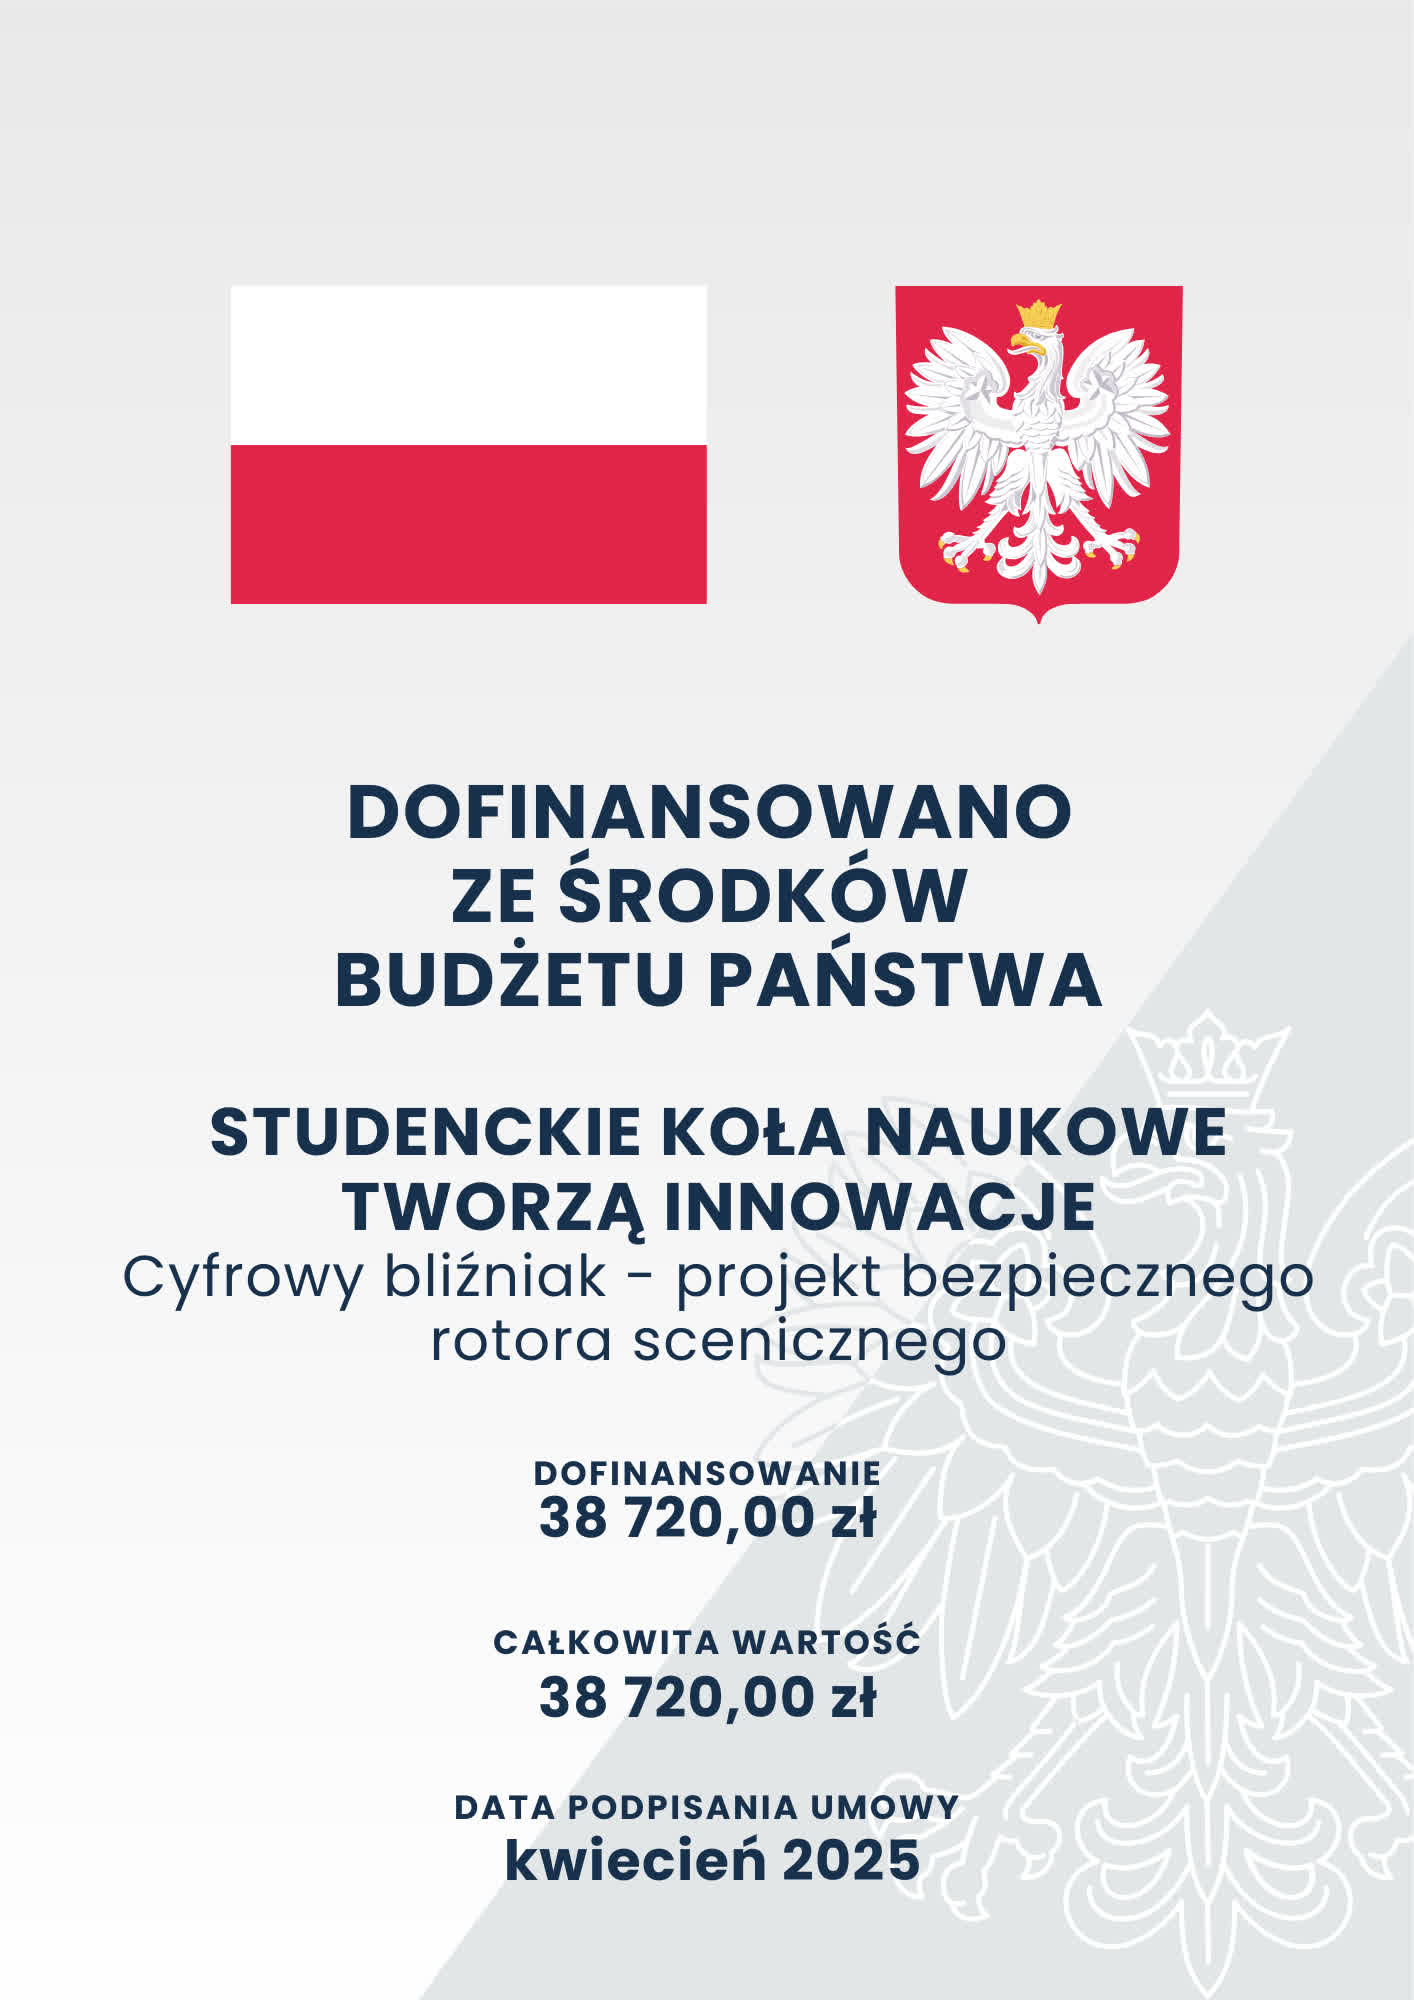 DOFINANSOWANO
ZE ŚRODKÓW
BUDŻETU PAŃSTWA
STUDENCKIE KOŁA NAUKOWE
TWORZĄ INNOWACJE
Cyfrowy bliźniak - projekt bezpiecznego
rotora scenicznego
DOFINANSOWANIE
38 720,00 zł
CAŁKOWITA WARTOŚĆ
38 720,00 zł
DATA PODPISANIA UMOWY
kwiecień 2025